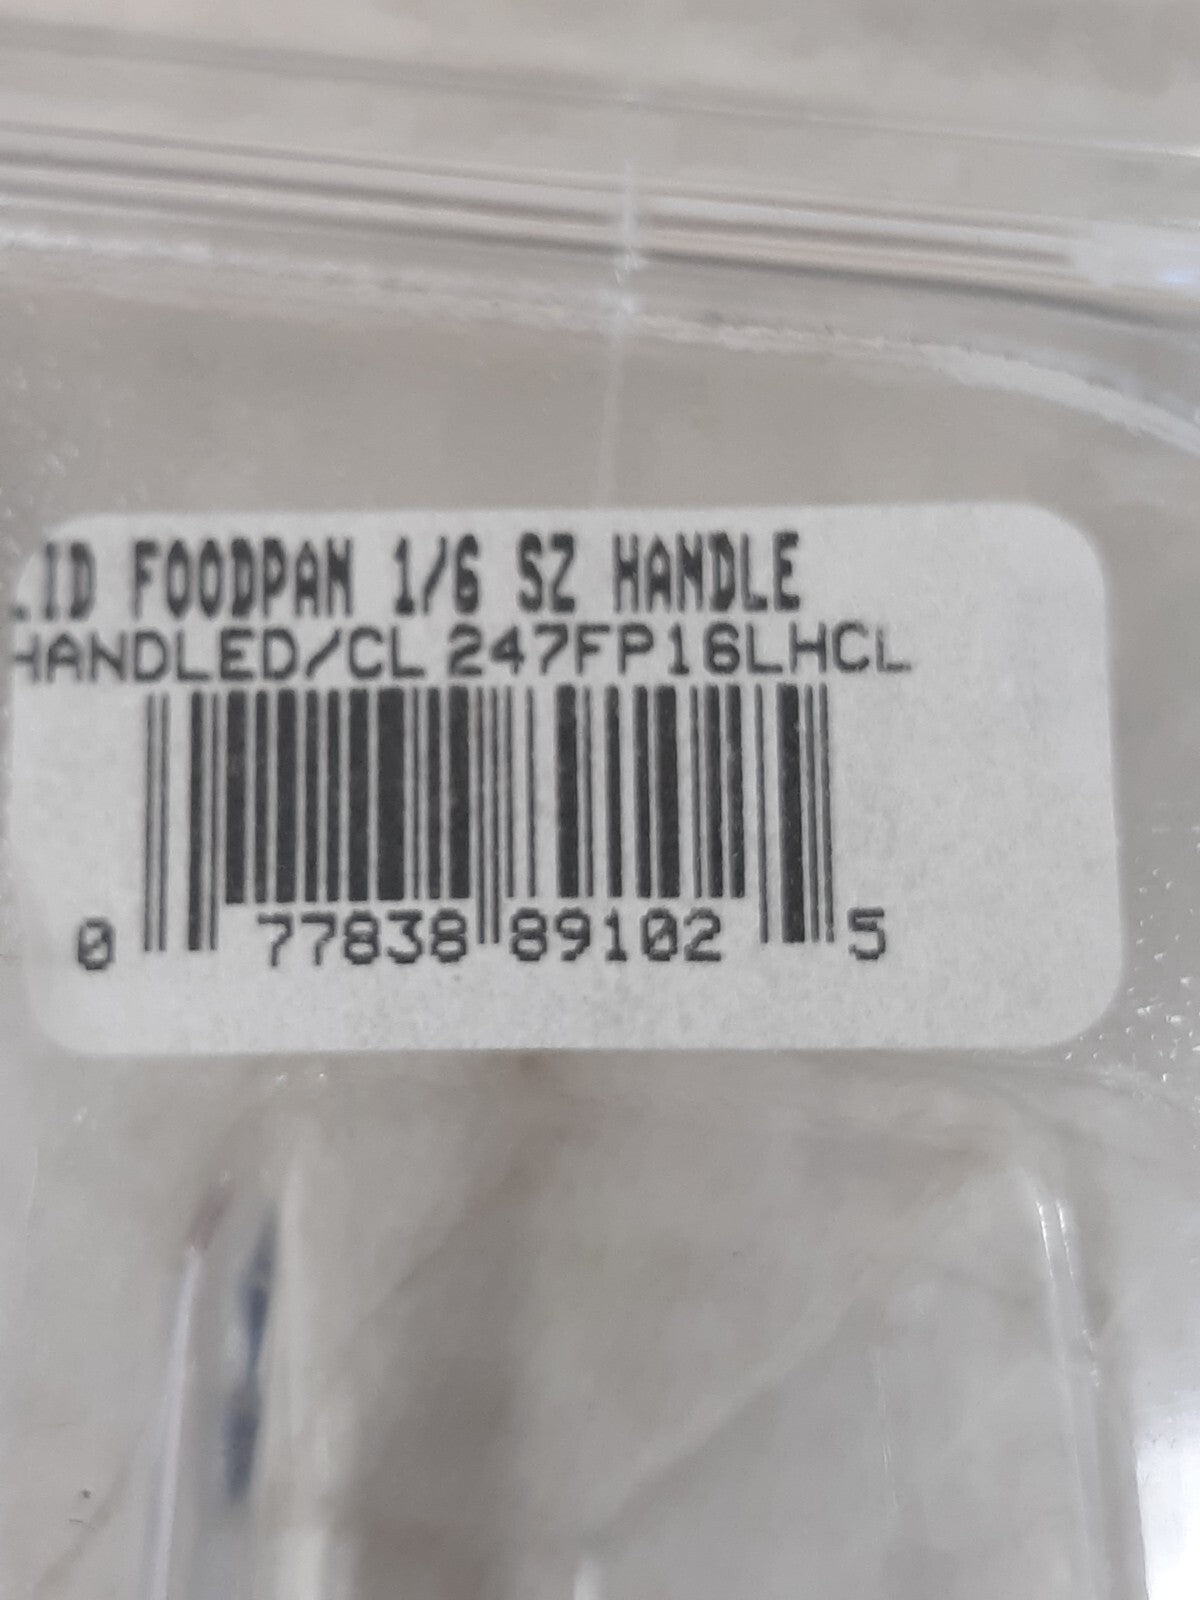 LID FOODPAN 1/6 SZ HANDLE
HANDLED/CL 247FP16LHCL
0 77838 89102 5